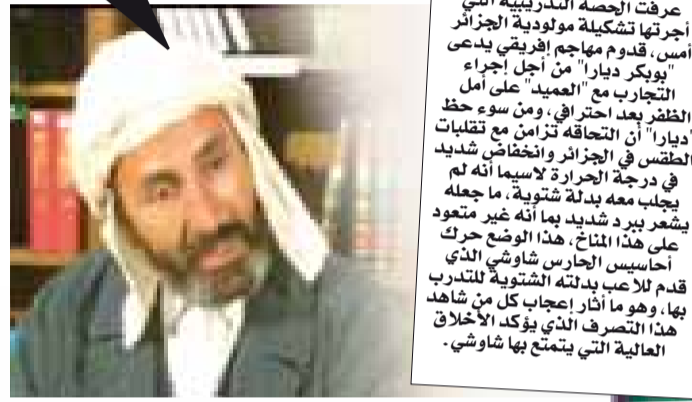 عرفت الحصة التدريبية التي
أجرتها تشكيلة مولودية الجزائر
أمس، قدوم مهاجم إفريقي يدعى
"بوبكر ديارا" من أجل إجراء
التجارب مع "العميد" على أمل
الظفر بعد احترافي، ومن سوء حظ
ديارا" أن التحاقه تزامن مع تقلبات
الطقس في الجزائر وانخفاض شديد
في درجة الحرارة لاسيما أنه لم
يجلب معه بدلة شتوية، ما جعله
يشعر ببرد شديد بما أنه غير متعود
على هذا المناخ، هذا الوضع حرك
أحاسيس الحارس شاوشي الذي
قدم للاعب بدلته الشتوية للتدرب
بها، وهو ما أثار إعجاب كل من شاهد
هذا التصرف الذي يؤكد الأخلاق
العالية التي يتمتع بها شاوشي.